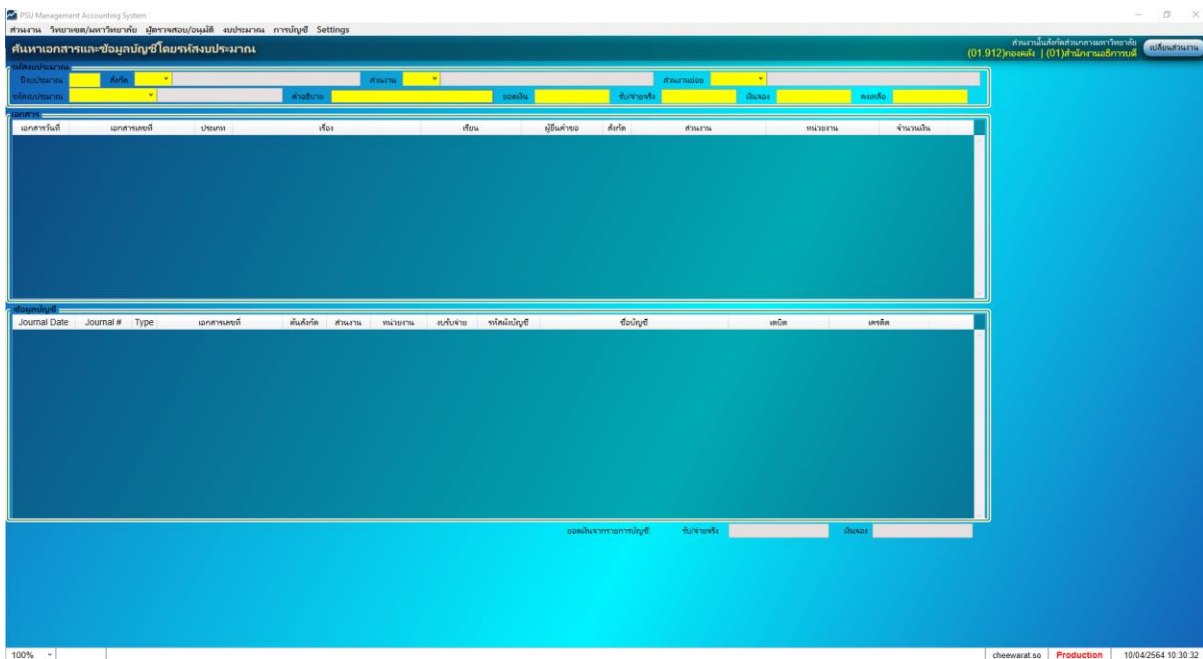 PSU Management Accounting System
ส่วนงาน วิทยาเขต/มหาวิทยาลัย ผู้ตรวจสอบ/อนุมัติ งบประมาณ การบัญชี Settings
ค้นหาเอกสารและข้อมูลบัญชีโดยรหัสงบประมาณ
ส่วนงานในสังกัดส่วนกลางมหาวิทยาลัย
(01.912)กองคลัง | (01)สำนักงานอธิการบดี
เปลี่ยนส่วนงาน
รหัสงบประมาณ
ปีงบประมาณ สังกัด ส่วนงาน ส่วนงานย่อย
รหัสงบประมาณ คำอธิบาย ยอดเงิน รับ/จ่ายจริง เงินจอง คงเหลือ
เอกสาร
เอกสารวันที่ เอกสารเลขที่ ประเภท เรื่อง เรียน ผู้ยื่นคำขอ สังกัด ส่วนงาน หน่วยงาน จำนวนเงิน
ข้อมูลบัญชี
Journal Date Journal # Type เอกสารเลขที่ ต้นสังกัด ส่วนงาน หน่วยงาน งบรับจ่าย รหัสผังบัญชี ชื่อบัญชี เดบิต เครดิต
ยอดเงินจากรายการบัญชี: รับ/จ่ายจริง เงินจอง
100% cheewarat.so Production 10/04/2564 10:30:32